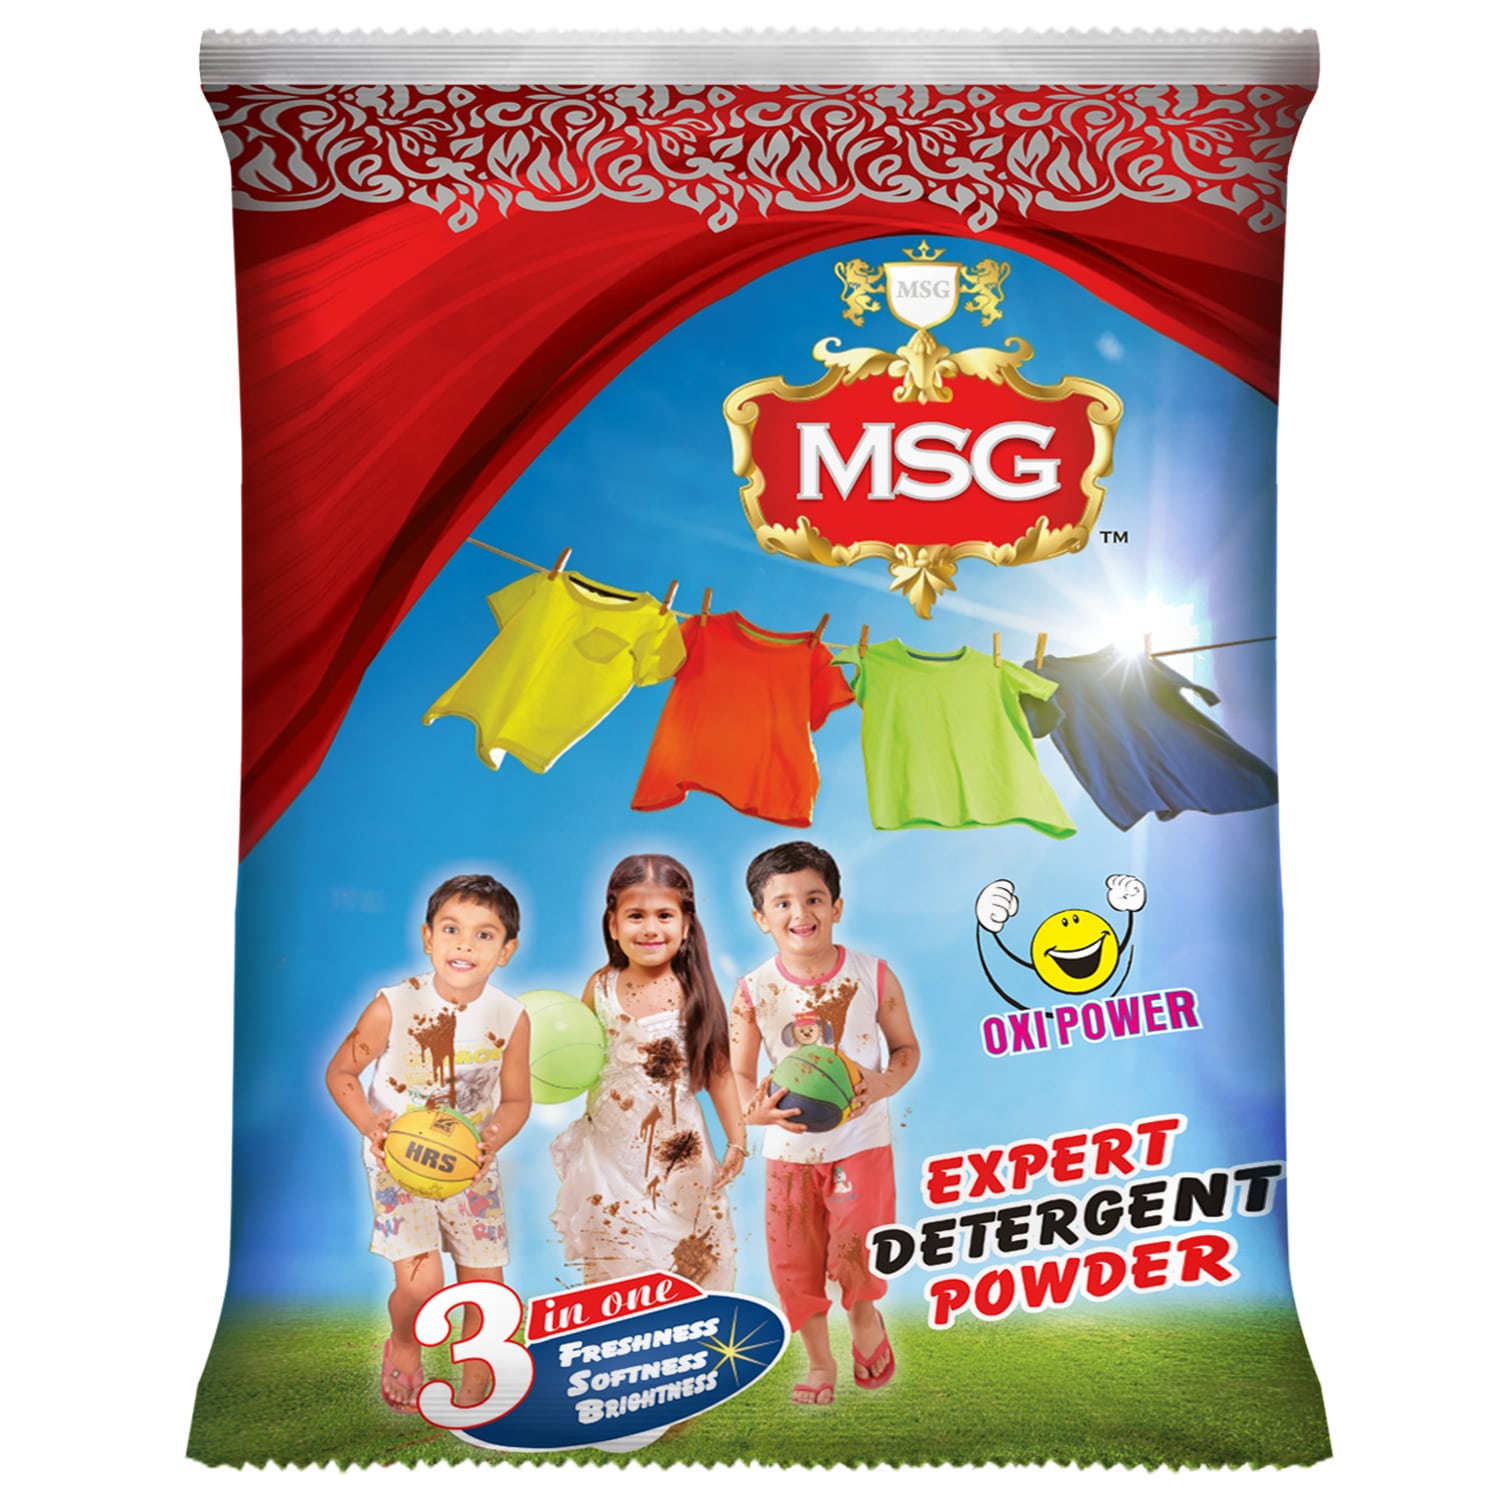 MSG
MSG
TM
OXI POWER
HRS
EXPERT
DETERGENT
POWDER
3 in one
FRESHNESS
SOFTNESS
BRIGHTNESS